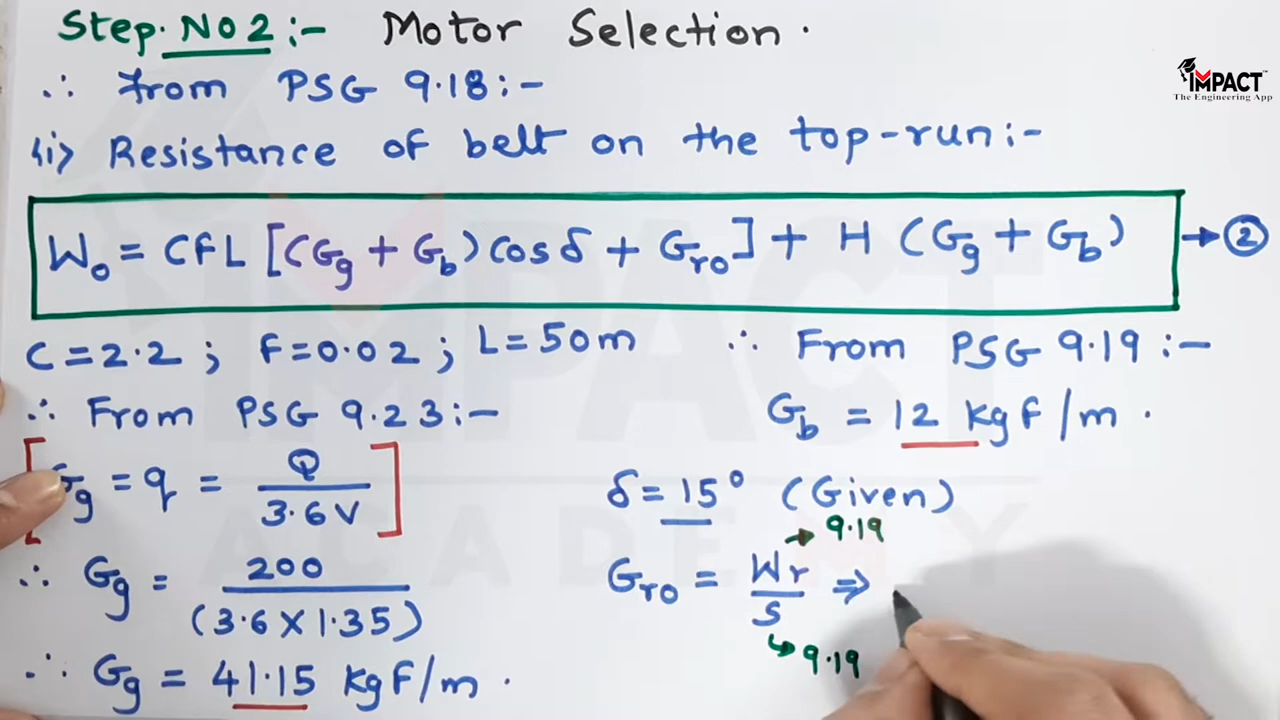 Step. No 2 :- Motor Selection.
IMPACT
The Engineering App
∴ from PSG 9.18 :-
(i) Resistance of belt on the top-run :-
W₀ = CFL [(Gg + Gb) cos δ + Gro] + H (Gg + Gb) → ②
C = 2.2 ; F = 0.02 ; L = 50m
∴ From PSG 9.23 :-
Gg = q = Q / 3.6 V
∴ Gg = 200 / (3.6 X 1.35)
∴ Gg = 41.15 kgF/m .
∴ From PSG 9.19 :-
Gb = 12 kgF/m .
δ = 15° (Given)
→ 9.19
Gro = Wr / S ⇒
↳ 9.19
IMPACT
ACADEMY